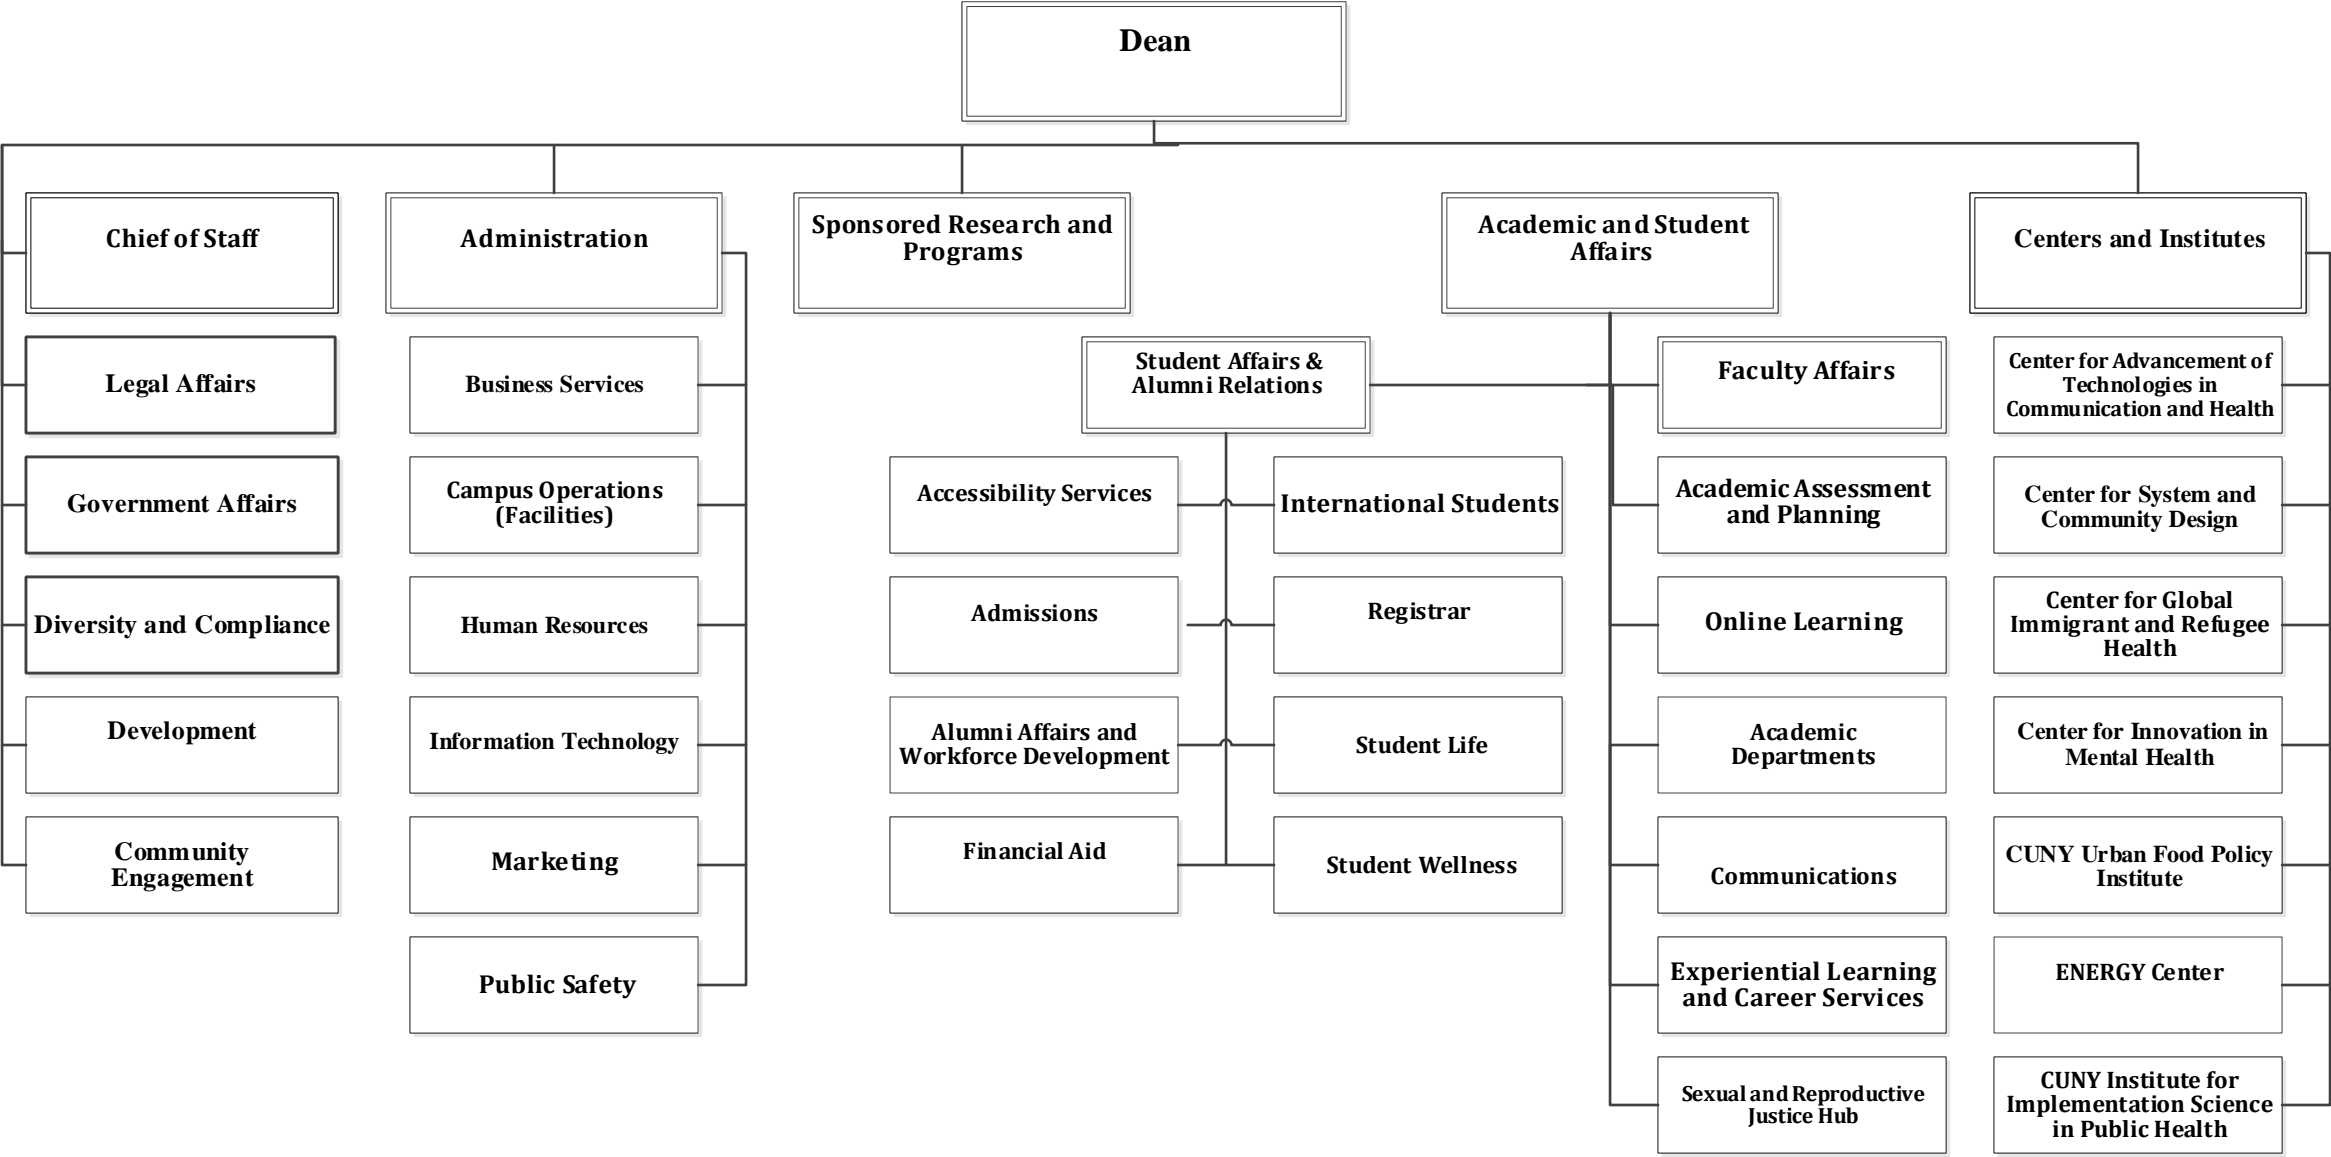 Dean
Chief of Staff
Administration
Sponsored Research and
Programs
Academic and Student
Affairs
Centers and Institutes
Legal Affairs
Government Affairs
Diversity and Compliance
Development
Community
Engagement
Business Services
Campus Operations
(Facilities)
Human Resources
Information Technology
Marketing
Public Safety
Student Affairs &
Alumni Relations
Accessibility Services
International Students
Admissions
Registrar
Alumni Affairs and
Workforce Development
Student Life
Financial Aid
Student Wellness
Faculty Affairs
Academic Assessment
and Planning
Online Learning
Academic
Departments
Communications
Experiential Learning
and Career Services
Sexual and Reproductive
Justice Hub
Center for Advancement of
Technologies in
Communication and Health
Center for System and
Community Design
Center for Global
Immigrant and Refugee
Health
Center for Innovation in
Mental Health
CUNY Urban Food Policy
Institute
ENERGY Center
CUNY Institute for
Implementation Science
in Public Health